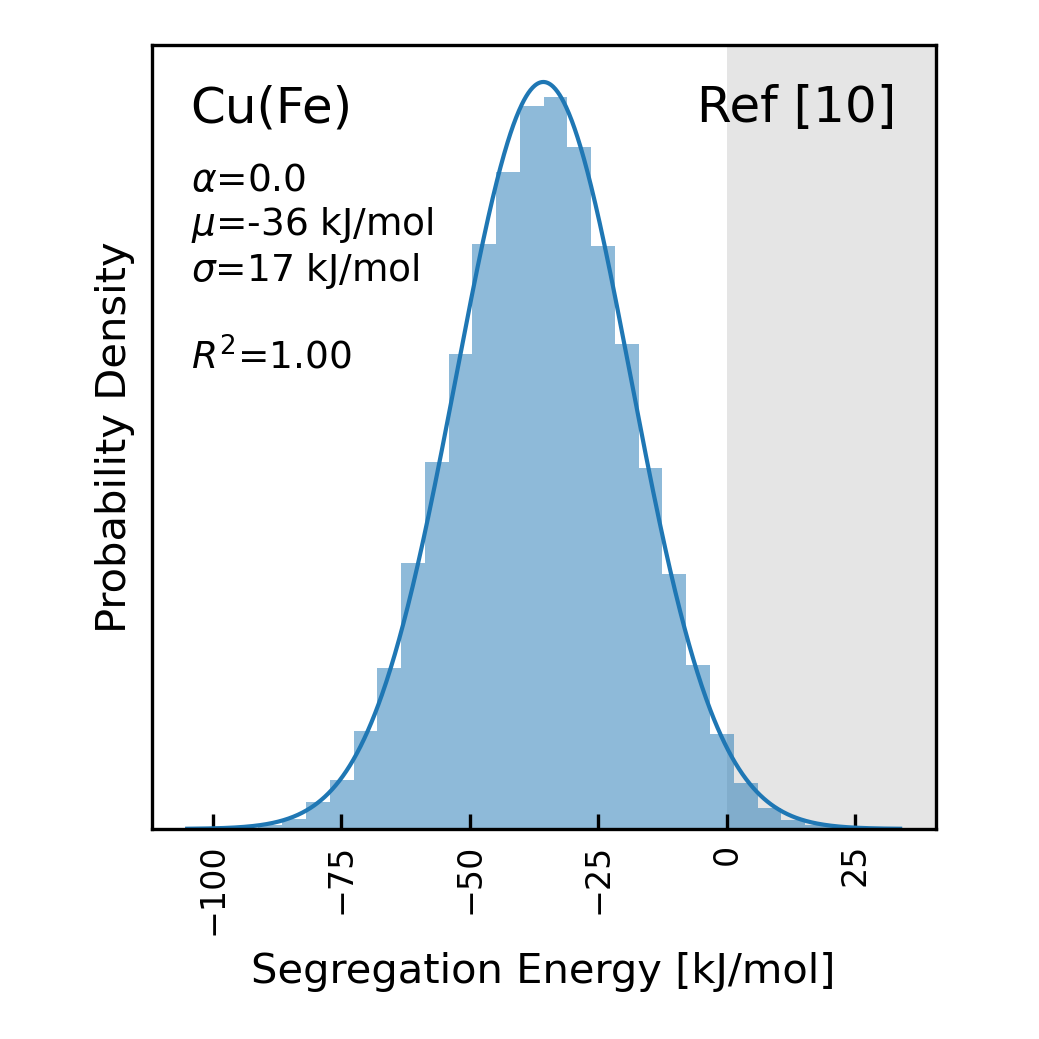 Cu(Fe)
Ref [10]
α=0.0
μ=-36 kJ/mol
σ=17 kJ/mol
R²=1.00
Probability Density
−100
−75
−50
−25
0
25
Segregation Energy [kJ/mol]